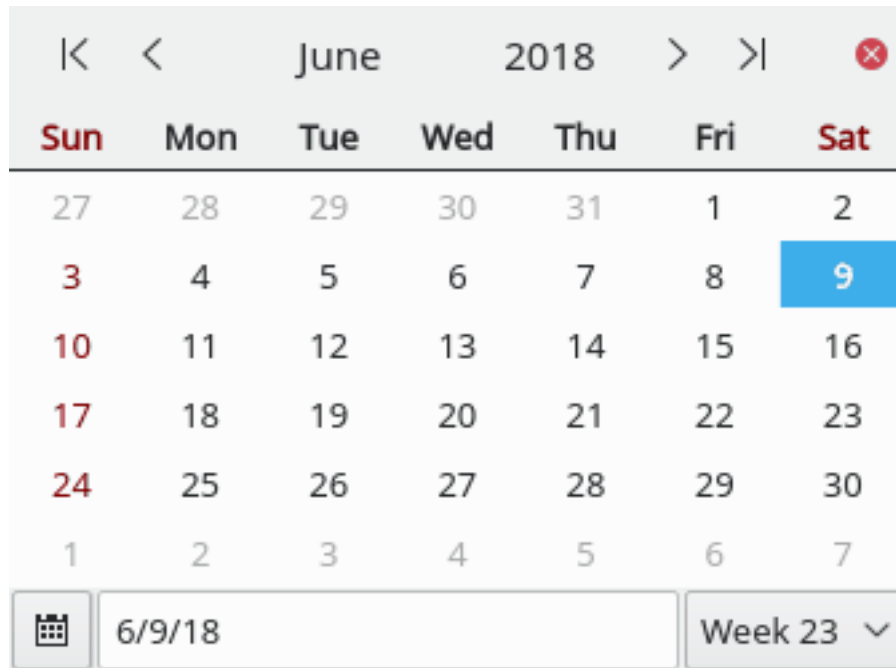 June 2018
Sun Mon Tue Wed Thu Fri Sat
27 28 29 30 31 1 2
3 4 5 6 7 8 9
10 11 12 13 14 15 16
17 18 19 20 21 22 23
24 25 26 27 28 29 30
1 2 3 4 5 6 7
6/9/18 Week 23